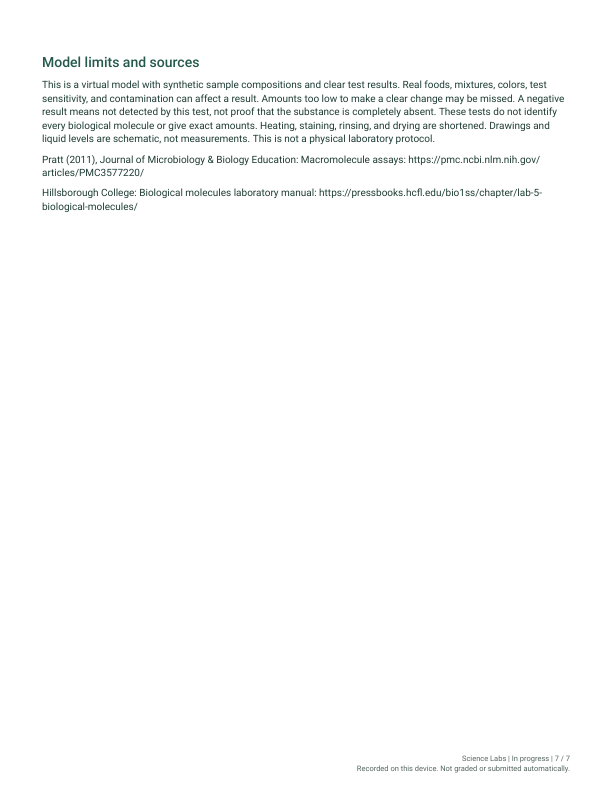 Model limits and sources
This is a virtual model with synthetic sample compositions and clear test results. Real foods, mixtures, colors, test
sensitivity, and contamination can affect a result. Amounts too low to make a clear change may be missed. A negative
result means not detected by this test, not proof that the substance is completely absent. These tests do not identify
every biological molecule or give exact amounts. Heating, staining, rinsing, and drying are shortened. Drawings and
liquid levels are schematic, not measurements. This is not a physical laboratory protocol.
Pratt (2011), Journal of Microbiology & Biology Education: Macromolecule assays: https://pmc.ncbi.nlm.nih.gov/
articles/PMC3577220/
Hillsborough College: Biological molecules laboratory manual: https://pressbooks.hcfl.edu/bio1ss/chapter/lab-5-
biological-molecules/
Science Labs | In progress | 7 / 7
Recorded on this device. Not graded or submitted automatically.